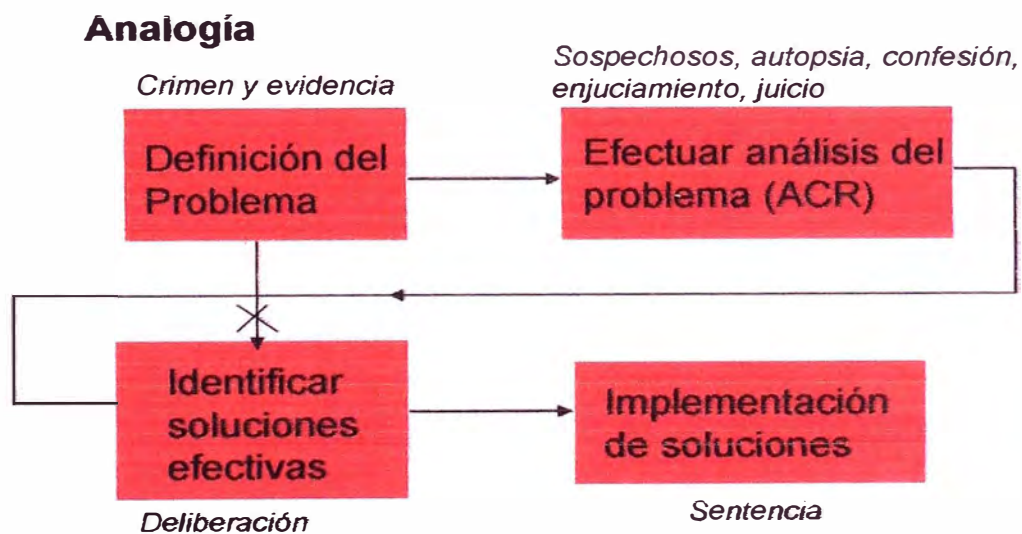 Analogía
Crimen y evidencia
Sospechosos, autopsia, confesión,
enjuciamiento, juicio
Definición del
Problema
Efectuar análisis del
problema (ACR)
Identificar
soluciones
efectivas
Implementación
de soluciones
Deliberación
Sentencia